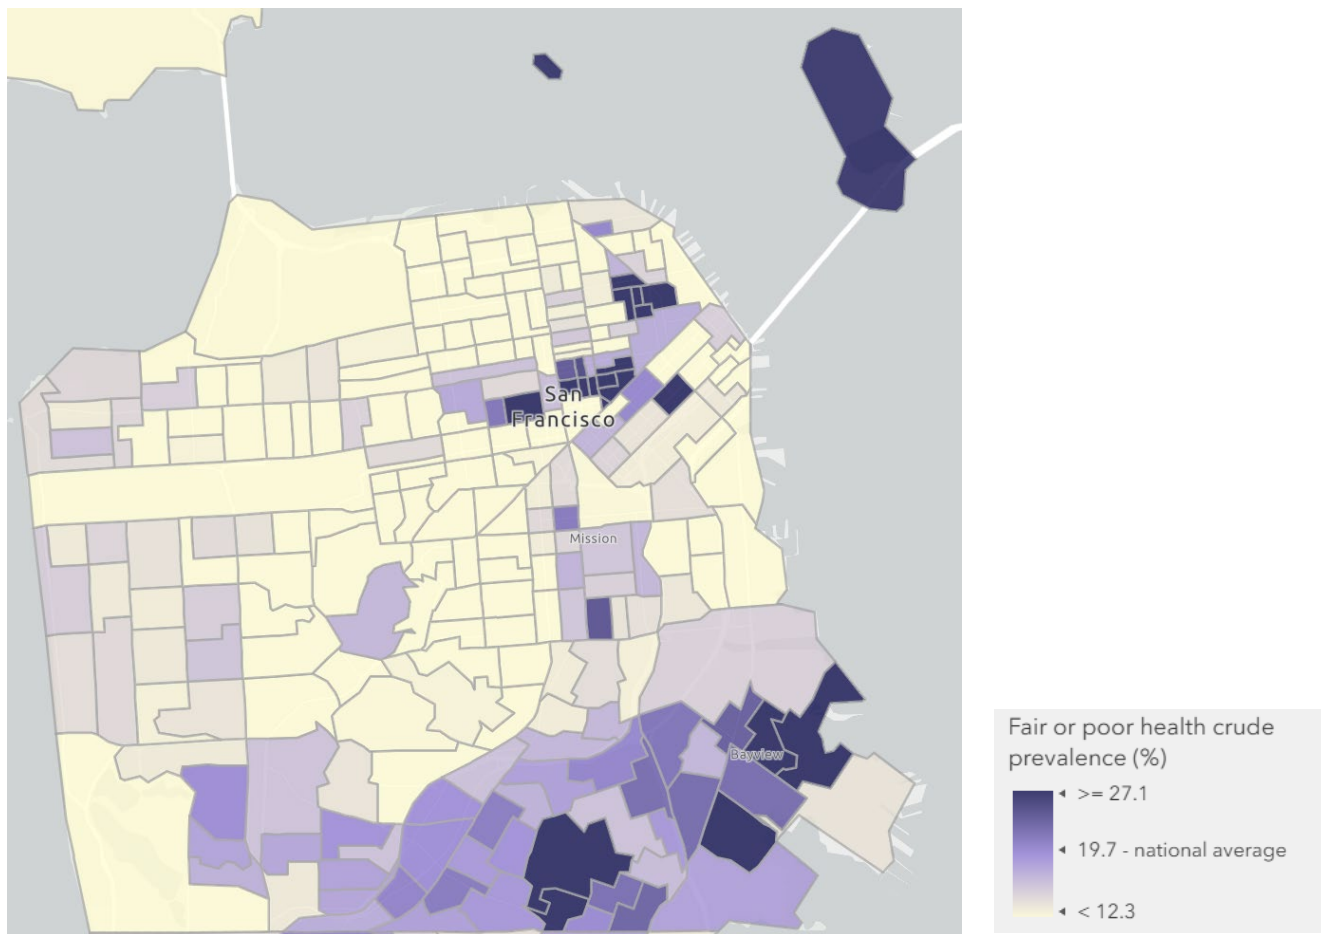 San
Francisco
Mission
Bayview
Fair or poor health crude
prevalence (%)
>= 27.1
19.7 - national average
< 12.3